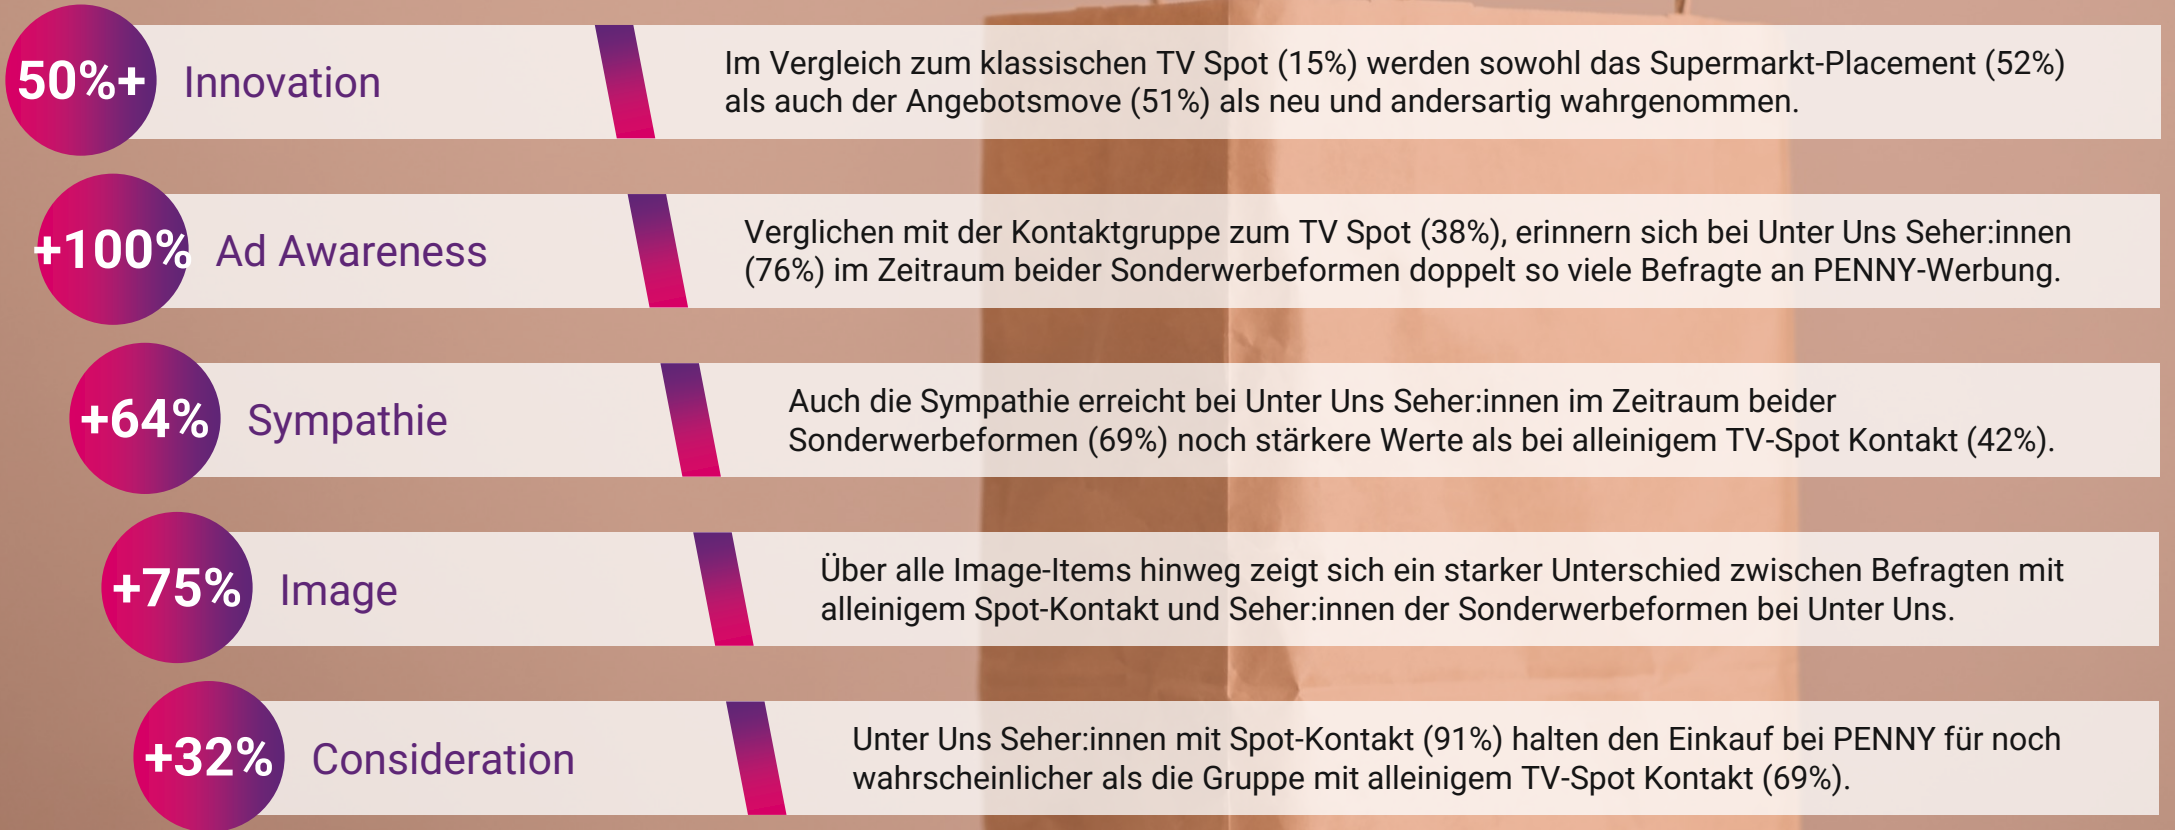 50%+ Innovation
Im Vergleich zum klassischen TV Spot (15%) werden sowohl das Supermarkt-Placement (52%)
als auch der Angebotsmove (51%) als neu und andersartig wahrgenommen.
+100% Ad Awareness
Verglichen mit der Kontaktgruppe zum TV Spot (38%), erinnern sich bei Unter Uns Seher:innen
(76%) im Zeitraum beider Sonderwerbeformen doppelt so viele Befragte an PENNY-Werbung.
+64% Sympathie
Auch die Sympathie erreicht bei Unter Uns Seher:innen im Zeitraum beider
Sonderwerbeformen (69%) noch stärkere Werte als bei alleinigem TV-Spot Kontakt (42%).
+75% Image
Über alle Image-Items hinweg zeigt sich ein starker Unterschied zwischen Befragten mit
alleinigem Spot-Kontakt und Seher:innen der Sonderwerbeformen bei Unter Uns.
+32% Consideration
Unter Uns Seher:innen mit Spot-Kontakt (91%) halten den Einkauf bei PENNY für noch
wahrscheinlicher als die Gruppe mit alleinigem TV-Spot Kontakt (69%).